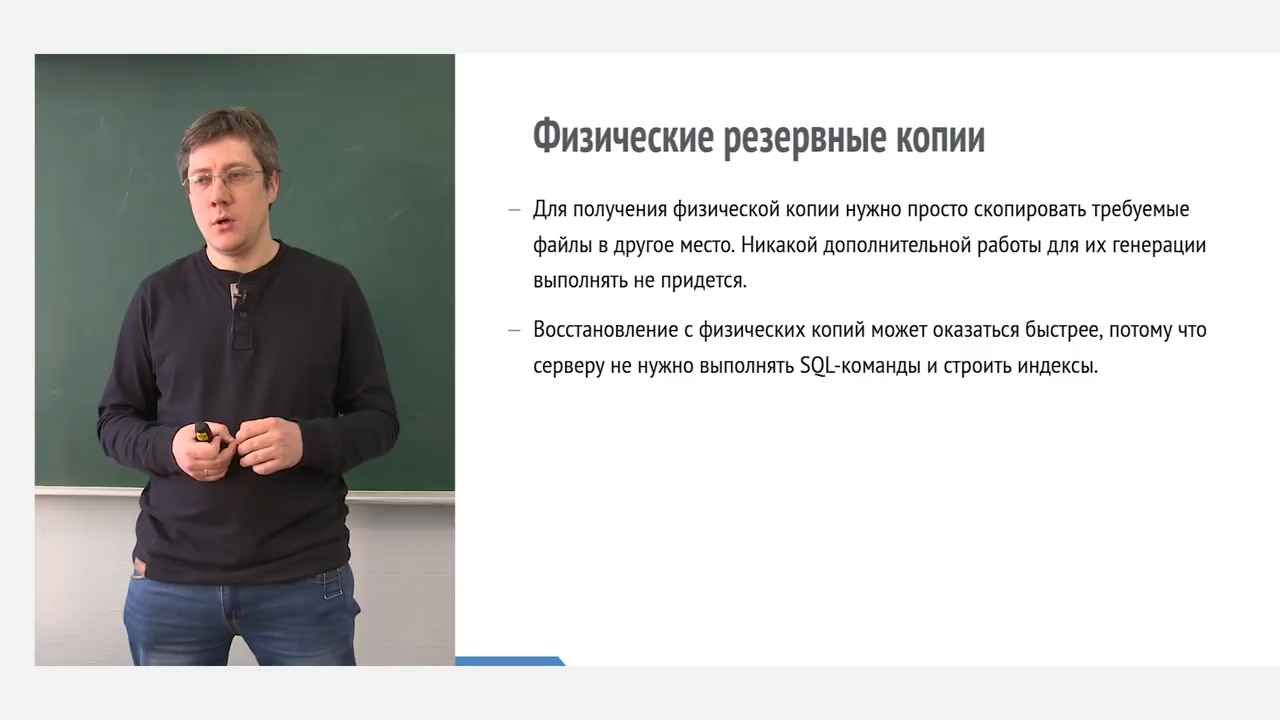 Физические резервные копии
– Для получения физической копии нужно просто скопировать требуемые
файлы в другое место. Никакой дополнительной работы для их генерации
выполнять не придется.
– Восстановление с физических копий может оказаться быстрее, потому что
серверу не нужно выполнять SQL-команды и строить индексы.